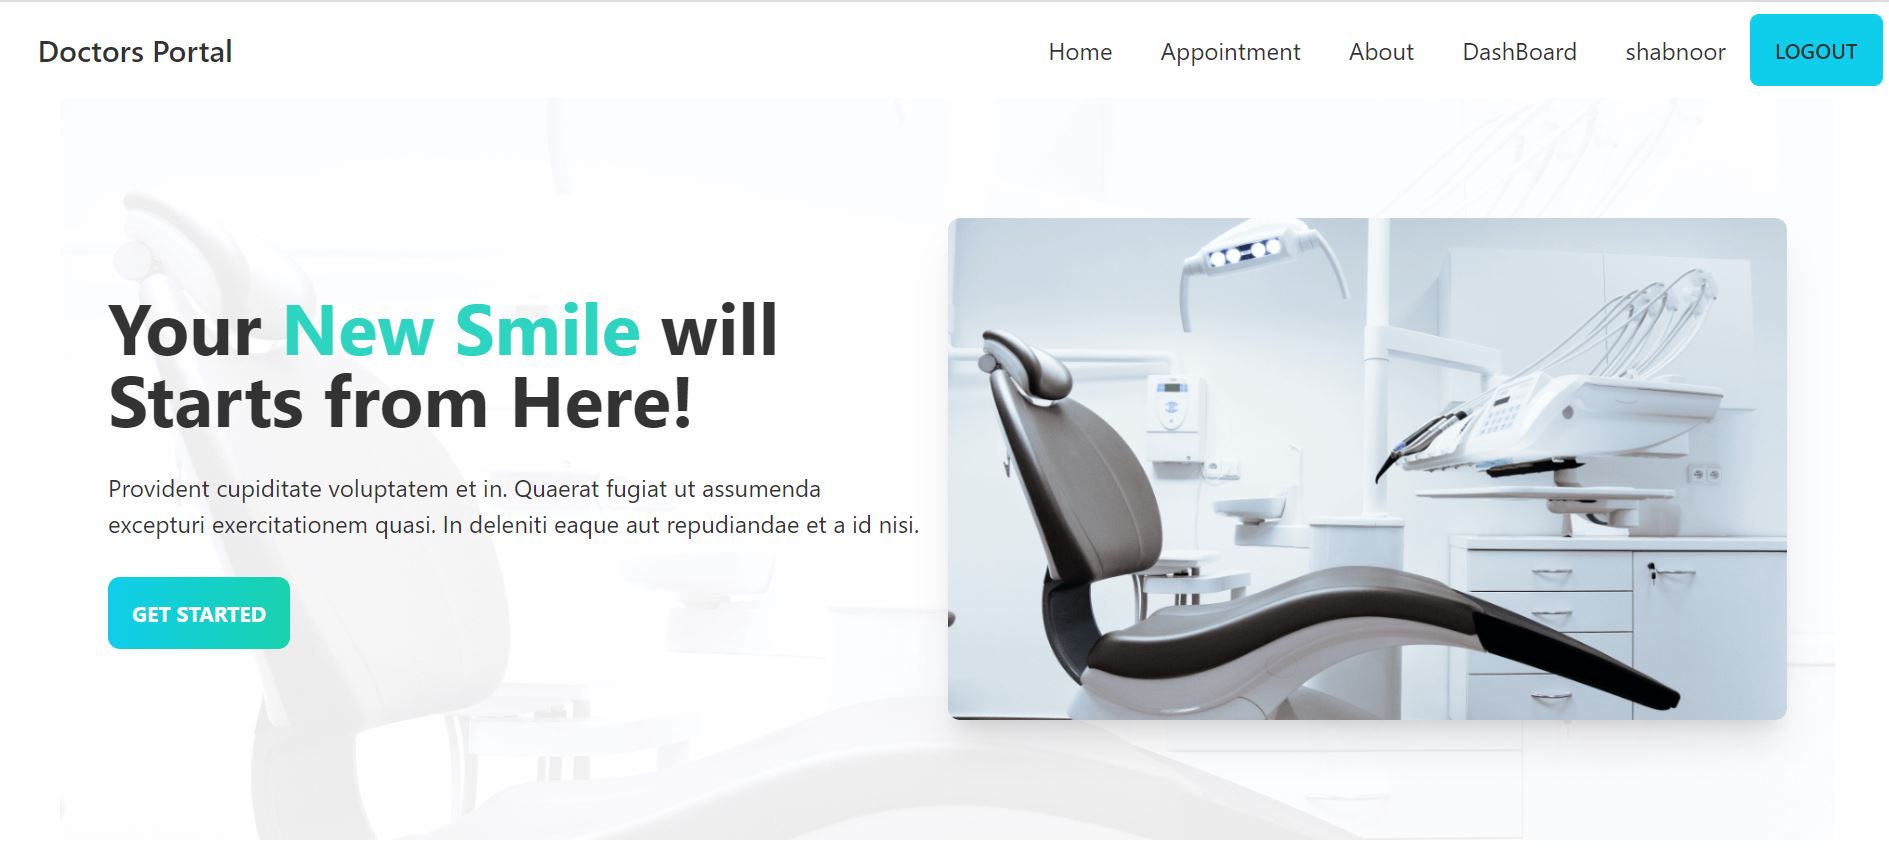 Doctors Portal
Home Appointment About DashBoard shabnoor LOGOUT
Your New Smile will
Starts from Here!
Provident cupiditate voluptatem et in. Quaerat fugiat ut assumenda
excepturi exercitationem quasi. In deleniti eaque aut repudiandae et a id nisi.
GET STARTED